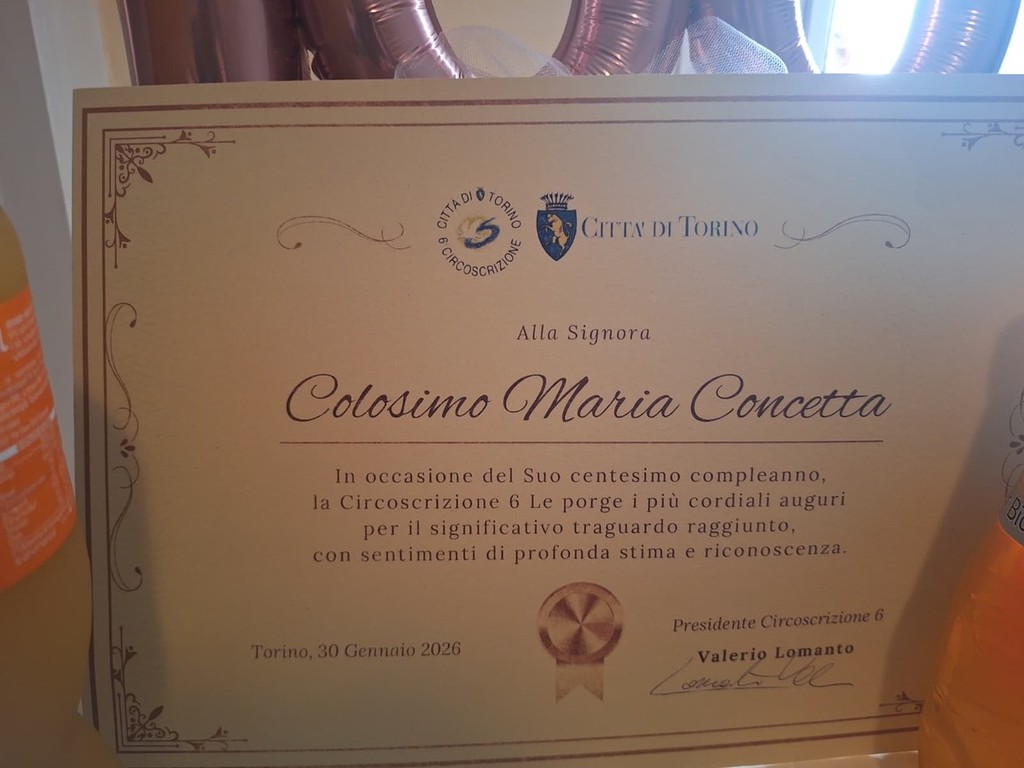 CITTÀ DI TORINO
6 CIRCOSCRIZIONE
CITTA' DI TORINO
Alla Signora
Colosimo Maria Concetta
In occasione del Suo centesimo compleanno,
la Circoscrizione 6 Le porge i più cordiali auguri
per il significativo traguardo raggiunto,
con sentimenti di profonda stima e riconoscenza.
Torino, 30 Gennaio 2026
Presidente Circoscrizione 6
Valerio Lomanto